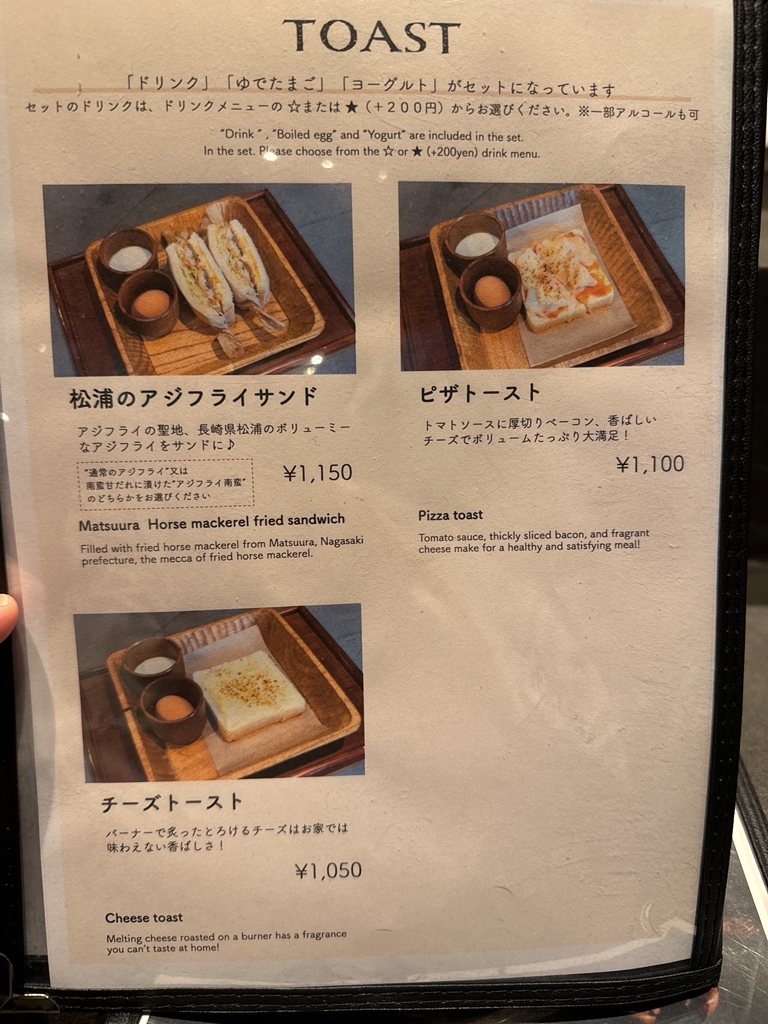 TOAST
「ドリンク」「ゆでたまご」「ヨーグルト」がセットになっています
セットのドリンクは、ドリンクメニューの☆または★(+200円)からお選びください。※一部アルコールも可
"Drink", "Boiled egg" and "Yogurt" are included in the set.
In the set. Please choose from the ☆ or ★ (+200yen) drink menu.
松浦のアジフライサンド
アジフライの聖地、長崎県松浦のボリューミー
なアジフライをサンドに♪
"通常のアジフライ"又は
南蛮甘だれに漬けた"アジフライ南蛮"
のどちらかをお選びください
¥1,150
Matsuura Horse mackerel fried sandwich
Filled with fried horse mackerel from Matsuura, Nagasaki
prefecture, the mecca of fried horse mackerel.
ピザトースト
トマトソースに厚切りベーコン、香ばしい
チーズでボリュームたっぷり大満足!
¥1,100
Pizza toast
Tomato sauce, thickly sliced bacon, and fragrant
cheese make for a healthy and satisfying meal!
チーズトースト
バーナーで炙ったとろけるチーズはお家では
味わえない香ばしさ!
¥1,050
Cheese toast
Melting cheese roasted on a burner has a fragrance
you can't taste at home!